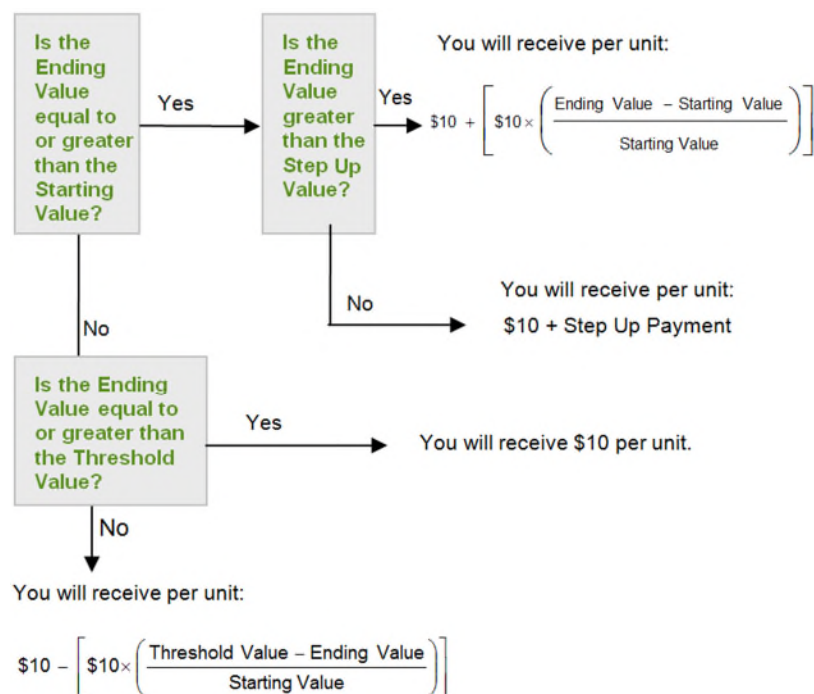 Is the
Ending
Value
equal to
or greater
than the
Starting
Value?
Yes
Is the
Ending
Value
greater
than the
Step Up
Value?
Yes
You will receive per unit:
$10 + [ $10× ( Ending Value – Starting Value
Starting Value ) ]
No
You will receive per unit:
$10 + Step Up Payment
No
Is the Ending
Value equal to
or greater than
the Threshold
Value?
Yes
You will receive $10 per unit.
No
You will receive per unit:
$10 – [ $10× ( Threshold Value – Ending Value
Starting Value ) ]